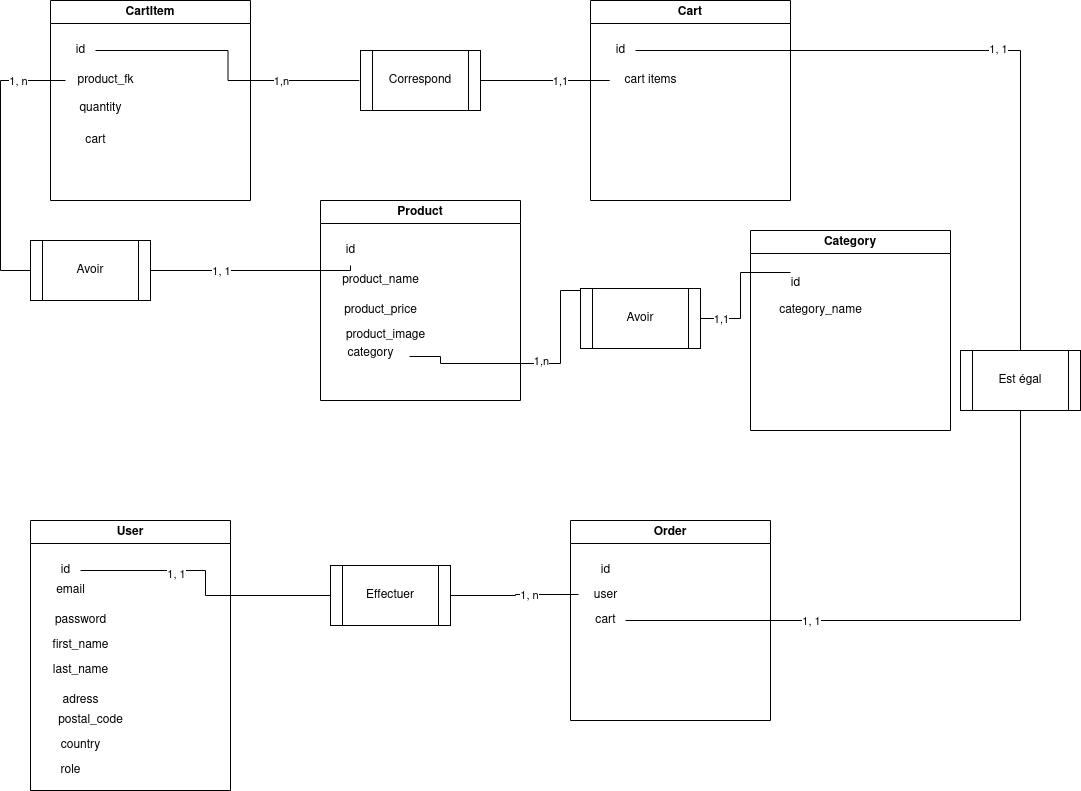 CartItem
id
product_fk
quantity
cart
1, n
1,n
Correspond
1,1
Cart
id
cart items
1, 1
Avoir
1, 1
Product
id
product_name
product_price
product_image
category
1,n
Avoir
1,1
Category
id
category_name
Est égal
User
id
email
password
first_name
last_name
adress
postal_code
country
role
1, 1
Effectuer
1, n
Order
id
user
cart
1, 1